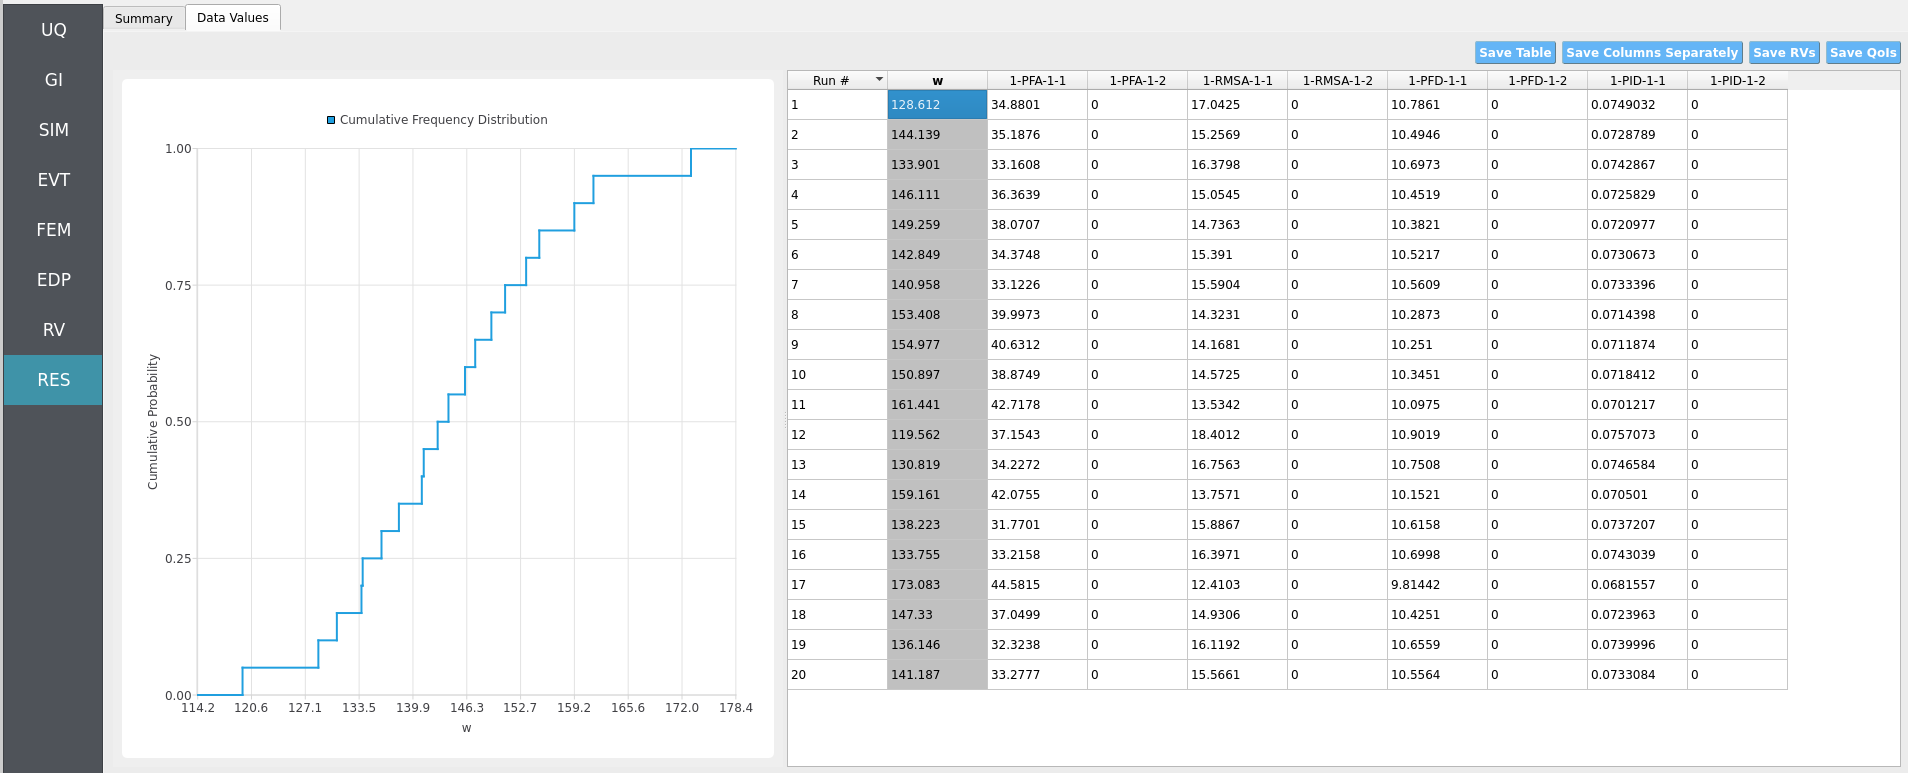 UQ
GI
SIM
EVT
FEM
EDP
RV
RES
Summary Data Values
Save Table Save Columns Separately Save RVs Save QoIs
Cumulative Frequency Distribution
1.00
0.75
0.50
0.25
0.00
Cumulative Probability
114.2 120.6 127.1 133.5 139.9 146.3 152.7 159.2 165.6 172.0 178.4
w
Run # w 1-PFA-1-1 1-PFA-1-2 1-RMSA-1-1 1-RMSA-1-2 1-PFD-1-1 1-PFD-1-2 1-PID-1-1 1-PID-1-2
1 128.612 34.8801 0 17.0425 0 10.7861 0 0.0749032 0
2 144.139 35.1876 0 15.2569 0 10.4946 0 0.0728789 0
3 133.901 33.1608 0 16.3798 0 10.6973 0 0.0742867 0
4 146.111 36.3639 0 15.0545 0 10.4519 0 0.0725829 0
5 149.259 38.0707 0 14.7363 0 10.3821 0 0.0720977 0
6 142.849 34.3748 0 15.391 0 10.5217 0 0.0730673 0
7 140.958 33.1226 0 15.5904 0 10.5609 0 0.0733396 0
8 153.408 39.9973 0 14.3231 0 10.2873 0 0.0714398 0
9 154.977 40.6312 0 14.1681 0 10.251 0 0.0711874 0
10 150.897 38.8749 0 14.5725 0 10.3451 0 0.0718412 0
11 161.441 42.7178 0 13.5342 0 10.0975 0 0.0701217 0
12 119.562 37.1543 0 18.4012 0 10.9019 0 0.0757073 0
13 130.819 34.2272 0 16.7563 0 10.7508 0 0.0746584 0
14 159.161 42.0755 0 13.7571 0 10.1521 0 0.070501 0
15 138.223 31.7701 0 15.8867 0 10.6158 0 0.0737207 0
16 133.755 33.2158 0 16.3971 0 10.6998 0 0.0743039 0
17 173.083 44.5815 0 12.4103 0 9.81442 0 0.0681557 0
18 147.33 37.0499 0 14.9306 0 10.4251 0 0.0723963 0
19 136.146 32.3238 0 16.1192 0 10.6559 0 0.0739996 0
20 141.187 33.2777 0 15.5661 0 10.5564 0 0.0733084 0